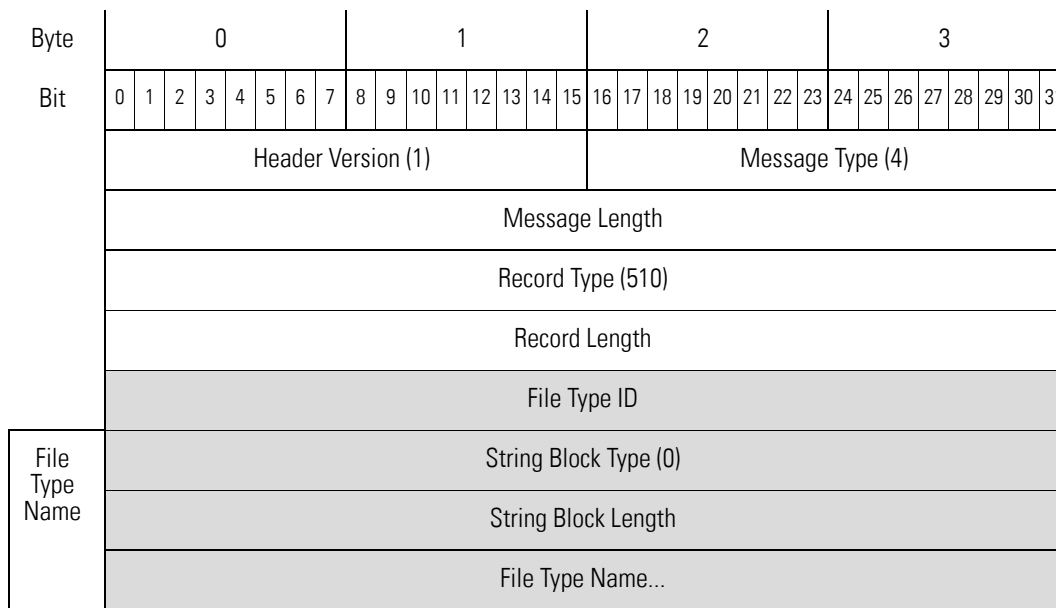 Byte 0 1 2 3
Bit 0 1 2 3 4 5 6 7 8 9 10 11 12 13 14 15 16 17 18 19 20 21 22 23 24 25 26 27 28 29 30
Header Version (1) Message Type (4)
Message Length
Record Type (510)
Record Length
File Type ID
File
Type
Name
String Block Type (0)
String Block Length
File Type Name...